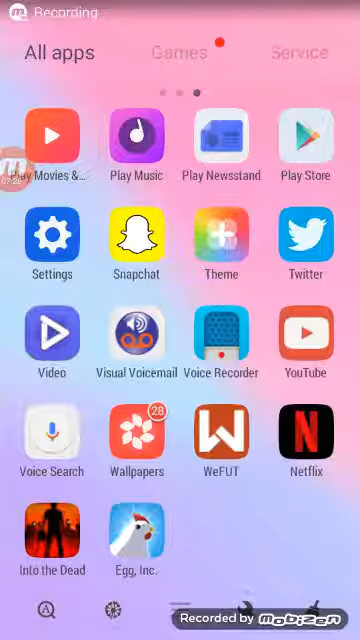 Recording
All apps Games Service
Play Movies &... Play Music Play Newsstand Play Store
Settings Snapchat Theme Twitter
Video Visual Voicemail Voice Recorder YouTube
28
Voice Search Wallpapers WeFUT Netflix
Into the Dead Egg, Inc.
Recorded by MOBIZEN